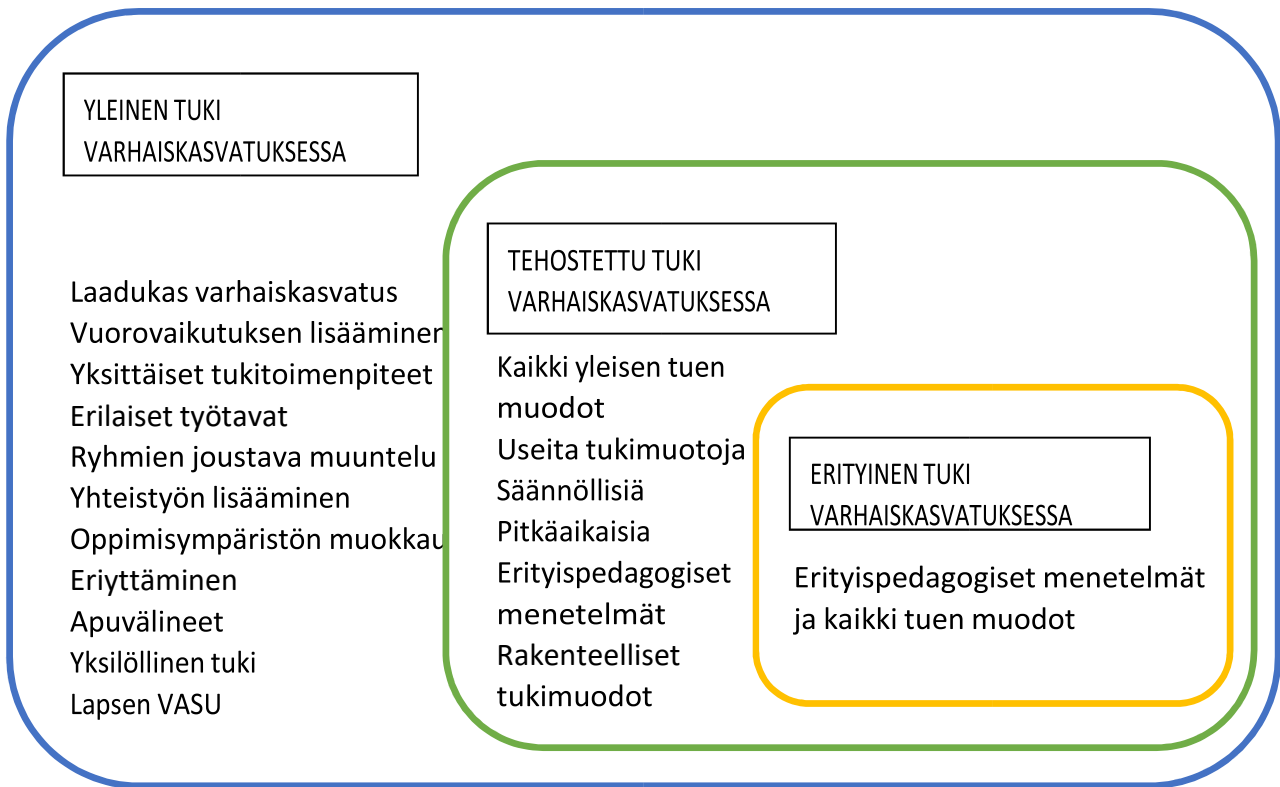 YLEINEN TUKI
VARHAISKASVATUKSESSA
Laadukas varhaiskasvatus
Vuorovaikutuksen lisääminen
Yksittäiset tukitoimenpiteet
Erilaiset työtavat
Ryhmien joustava muuntelu
Yhteistyön lisääminen
Oppimisympäristön muokkau
Eriyttäminen
Apuvälineet
Yksilöllinen tuki
Lapsen VASU
TEHOSTETTU TUKI
VARHAISKASVATUKSESSA
Kaikki yleisen tuen
muodot
Useita tukimuotoja
Säännöllisiä
Pitkäaikaisia
Erityispedagogiset
menetelmät
Rakenteelliset
tukimuodot
ERITYINEN TUKI
VARHAISKASVATUKSESSA
Erityispedagogiset menetelmät
ja kaikki tuen muodot